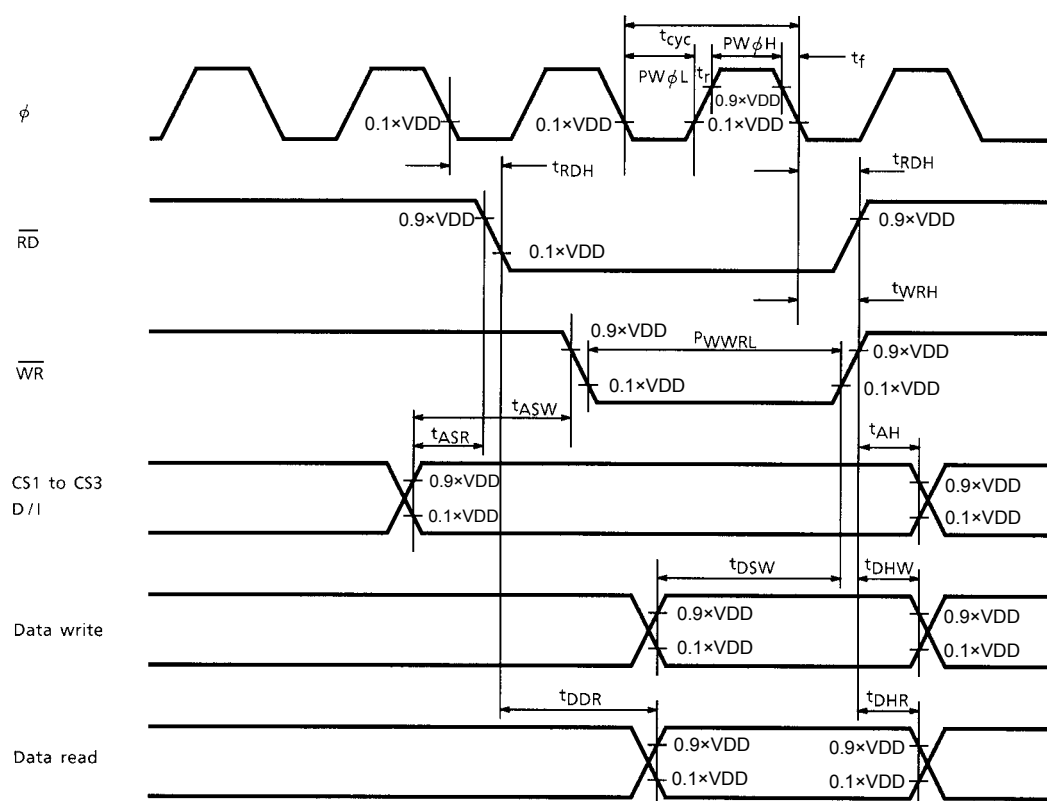 tcyc
PWϕH
tr
tf
PWϕL
0.9×VDD
ϕ
0.1×VDD
0.1×VDD
0.1×VDD
tRDH
tRDH
0.9×VDD
0.9×VDD
RD
0.1×VDD
tWRH
0.9×VDD
PWWRL
0.9×VDD
WR
0.1×VDD
0.1×VDD
tASW
tASR
tAH
CS1 to CS3
D/I
0.9×VDD
0.9×VDD
0.1×VDD
0.1×VDD
tDSW
tDHW
Data write
0.9×VDD
0.9×VDD
0.1×VDD
0.1×VDD
tDDR
tDHR
Data read
0.9×VDD
0.9×VDD
0.1×VDD
0.1×VDD